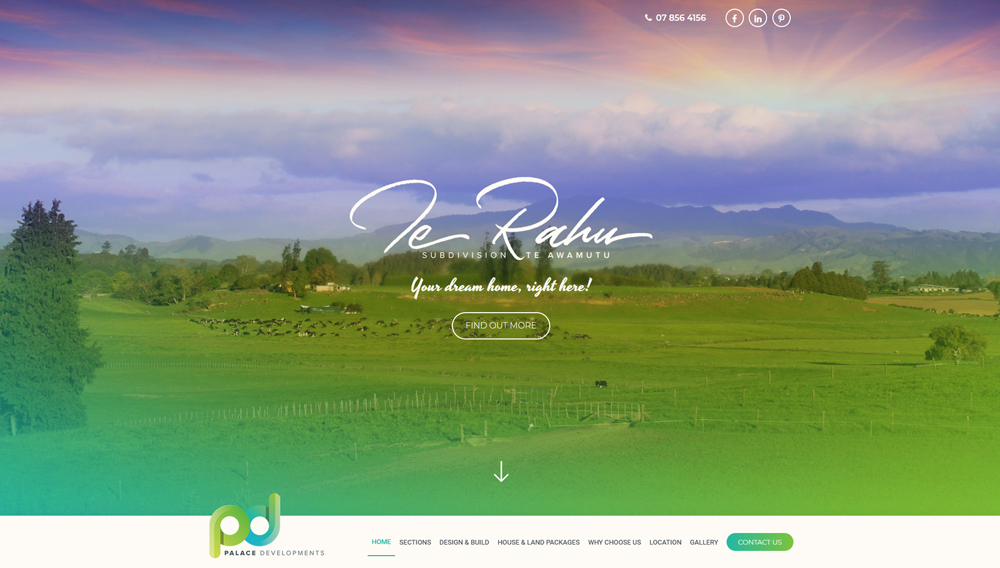 07 856 4156
Te Rahu
SUBDIVISION TE AWAMUTU
Your dream home, right here!
FIND OUT MORE
pd
PALACE DEVELOPMENTS
HOME SECTIONS DESIGN & BUILD HOUSE & LAND PACKAGES WHY CHOOSE US LOCATION GALLERY CONTACT US